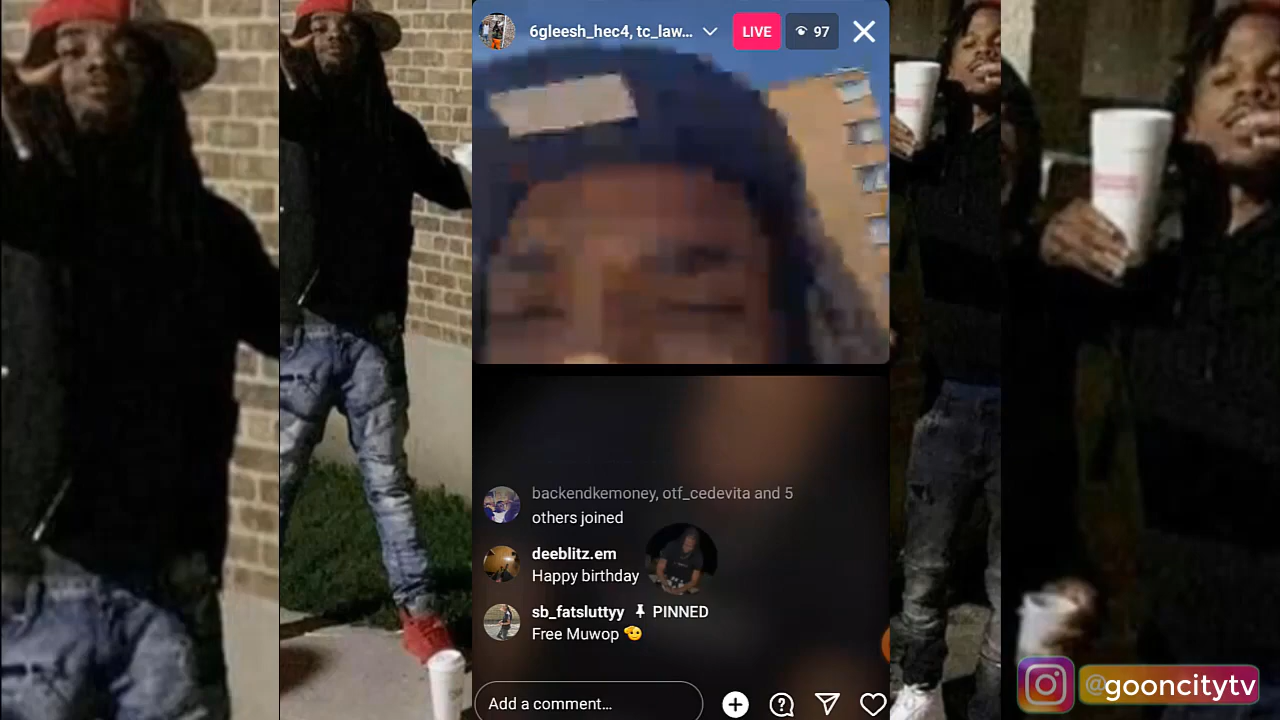 6gleesh_hec4, tc_law...
LIVE
97
backendkemoney, otf_cedevita and 5
others joined
deeblitz.em
Happy birthday
sb_fatsluttyy PINNED
Free Muwop 🫡
Add a comment...
@gooncitytv